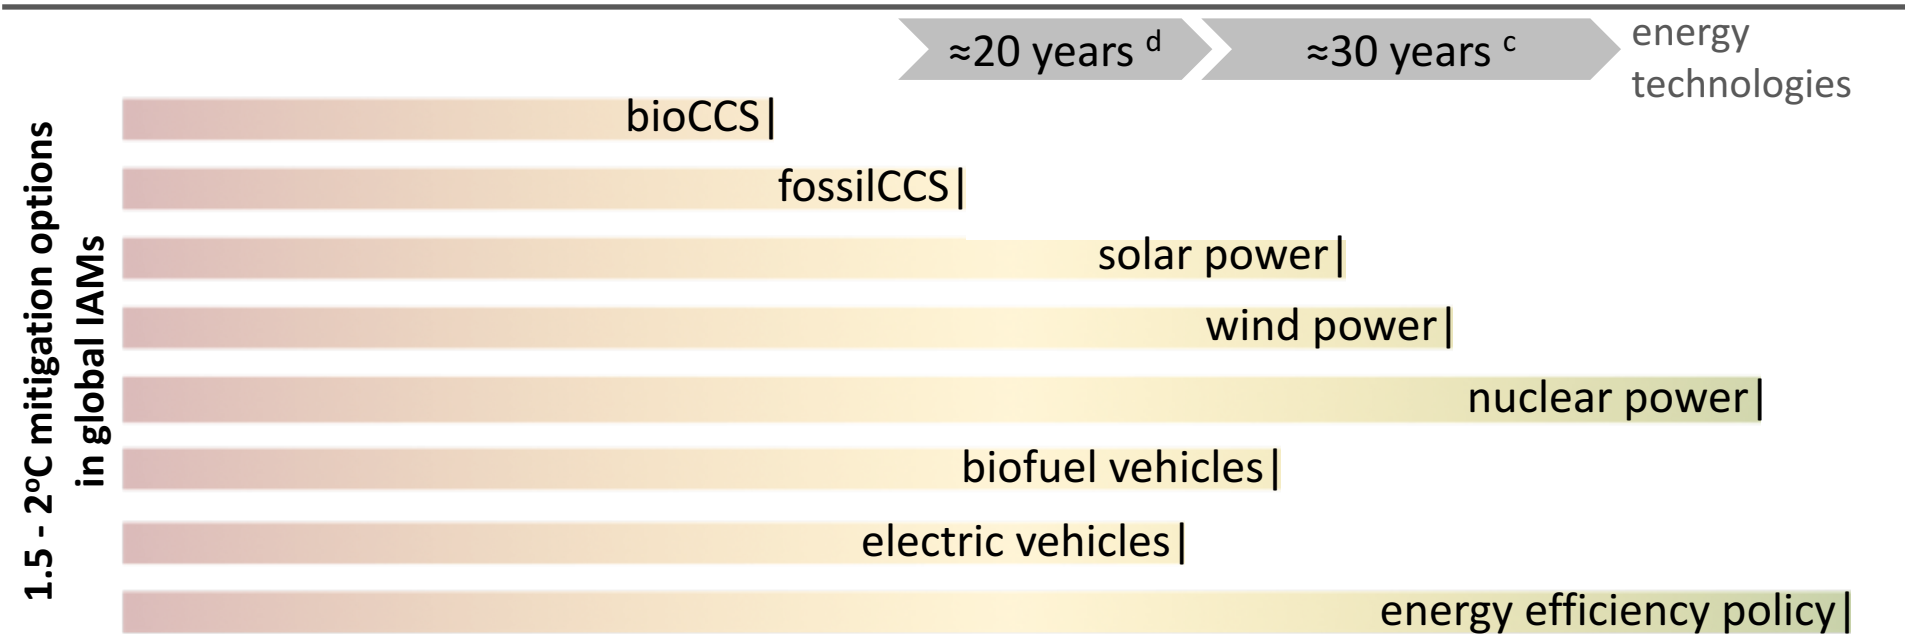 ≈20 years d
≈30 years c
energy
technologies
1.5 - 2°C mitigation options
in global IAMs
bioCCS
fossilCCS
solar power
wind power
nuclear power
biofuel vehicles
electric vehicles
energy efficiency policy